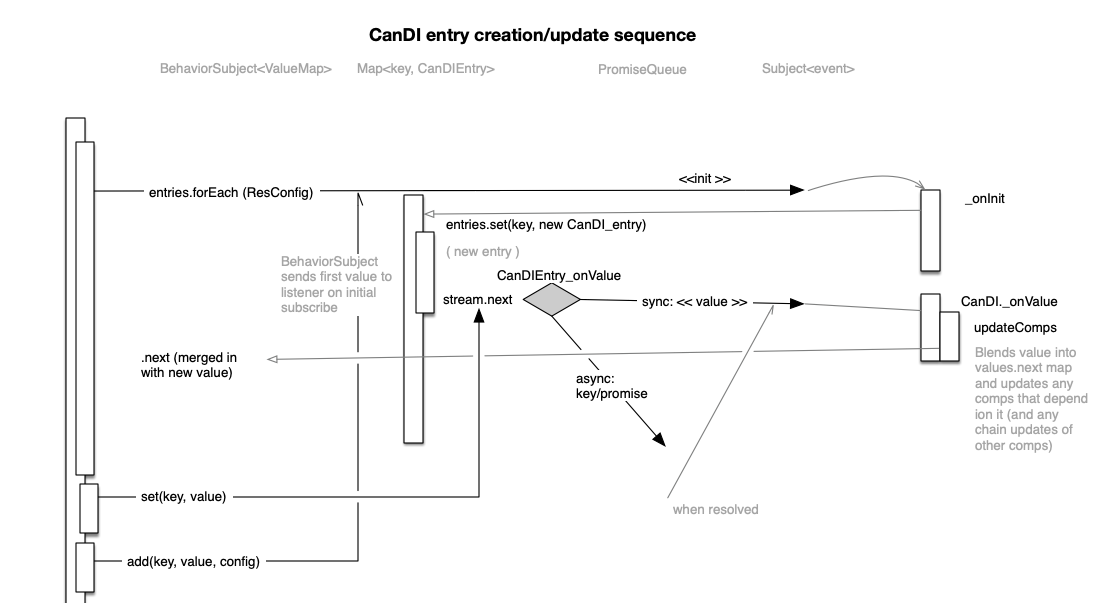 CanDI entry creation/update sequence
BehaviorSubject<ValueMap>
Map<key, CanDIEntry>
PromiseQueue
Subject<event>
<<init >>
entries.forEach (ResConfig)
_onInit
entries.set(key, new CanDI_entry)
( new entry )
BehaviorSubject
sends first value to
listener on initial
subscribe
CanDIEntry_onValue
stream.next
sync: << value >>
CanDI._onValue
updateComps
Blends value into
values.next map
and updates any
comps that depend
ion it (and any
chain updates of
other comps)
.next (merged in
with new value)
async:
key/promise
set(key, value)
when resolved
add(key, value, config)